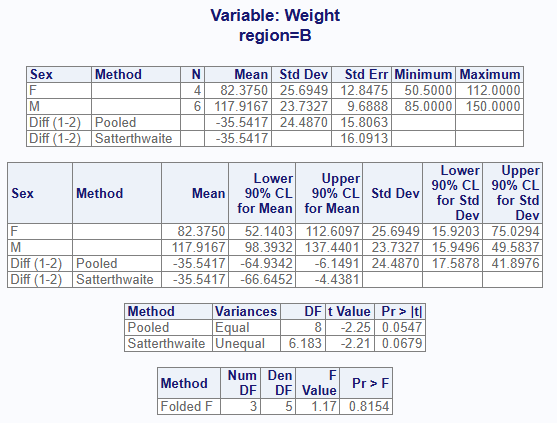 Variable: Weight
region=B
Sex Method N Mean Std Dev Std Err Minimum Maximum
F 4 82.3750 25.6949 12.8475 50.5000 112.0000
M 6 117.9167 23.7327 9.6888 85.0000 150.0000
Diff (1-2) Pooled -35.5417 24.4870 15.8063
Diff (1-2) Satterthwaite -35.5417 16.0913
Sex Method Mean Lower 90% CL for Mean Upper 90% CL for Mean Std Dev Lower 90% CL for Std Dev Upper 90% CL for Std Dev
F 82.3750 52.1403 112.6097 25.6949 15.9203 75.0294
M 117.9167 98.3932 137.4401 23.7327 15.9496 49.5837
Diff (1-2) Pooled -35.5417 -64.9342 -6.1491 24.4870 17.5878 41.8976
Diff (1-2) Satterthwaite -35.5417 -66.6452 -4.4381
Method Variances DF t Value Pr > |t|
Pooled Equal 8 -2.25 0.0547
Satterthwaite Unequal 6.183 -2.21 0.0679
Method Num DF Den DF F Value Pr > F
Folded F 3 5 1.17 0.8154